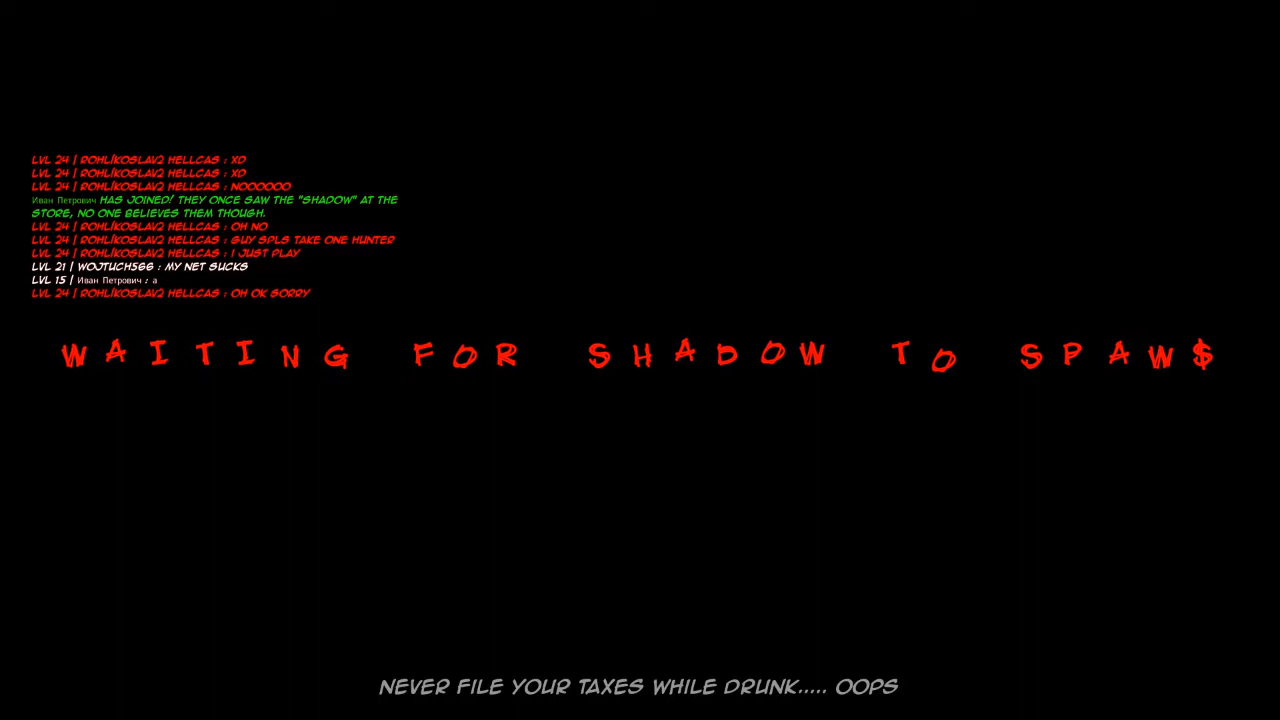 LVL 24 | ROHLÍKOSLAV2 HELLCAS : XD
LVL 24 | ROHLÍKOSLAV2 HELLCAS : XD
LVL 24 | ROHLÍKOSLAV2 HELLCAS : NOOOOOO
Иван Петрович HAS JOINED! THEY ONCE SAW THE "SHADOW" AT THE
STORE, NO ONE BELIEVES THEM THOUGH.
LVL 24 | ROHLÍKOSLAV2 HELLCAS : OH NO
LVL 24 | ROHLÍKOSLAV2 HELLCAS : GUY SPLS TAKE ONE HUNTER
LVL 24 | ROHLÍKOSLAV2 HELLCAS : I JUST PLAY
LVL 21 | WOJTUCH566 : MY NET SUCKS
LVL 15 | Иван Петрович : а
LVL 24 | ROHLÍKOSLAV2 HELLCAS : OH OK SORRY
WAITING FOR SHADOW TO SPAW$
NEVER FILE YOUR TAXES WHILE DRUNK..... OOPS